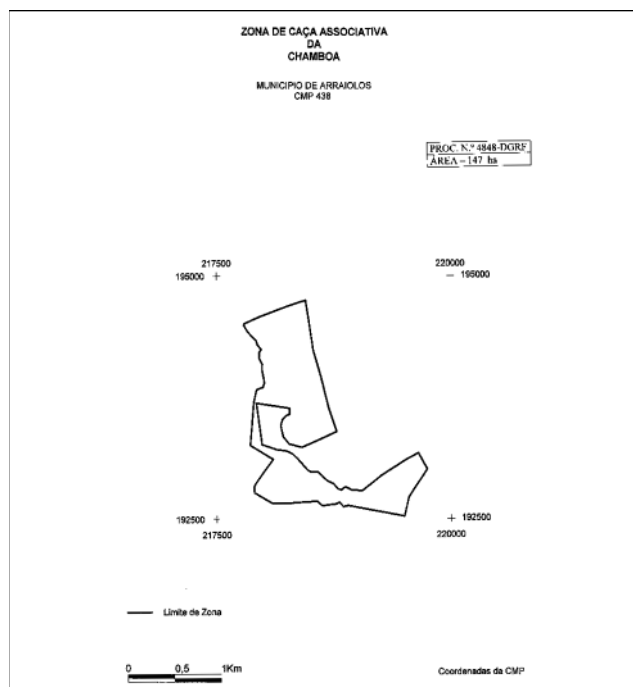 ZONA DE CAÇA ASSOCIATIVA
DA
CHAMBOA
MUNICIPIO DE ARRAIOLOS
CMP 438
PROC. N.º 4848-DGRF
ÁREA – 147 ha
217500
195000
220000
195000
192500
217500
192500
220000
Limite de Zona
0 0,5 1Km
Coordenadas da CMP